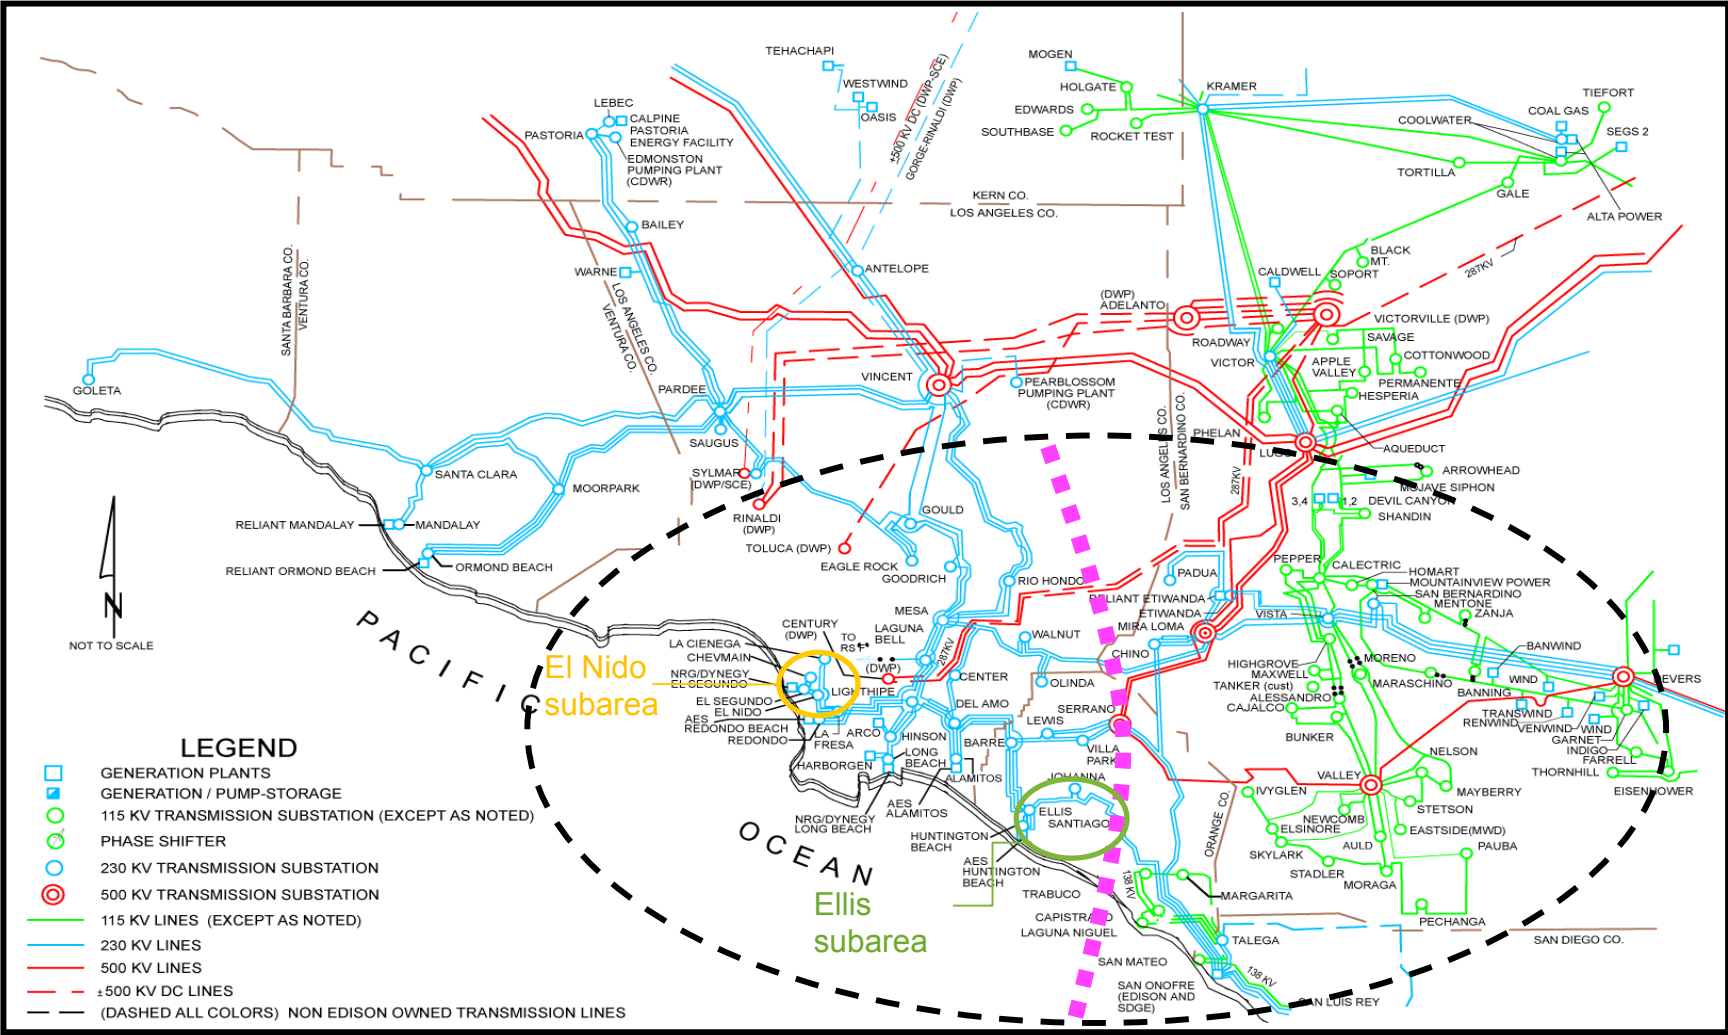 TEHACHAPI
WESTWIND
OASIS
±500 KV DC (DWP-SCE)
GORGE-RINALDI (DWP)
MOGEN
HOLGATE
EDWARDS
SOUTHBASE
ROCKET TEST
KRAMER
COOLWATER
COAL GAS
TIEFORT
SEGS 2
TORTILLA
GALE
ALTA POWER
LEBEC
CALPINE
PASTORIA
ENERGY FACILITY
PASTORIA
EDMONSTON
PUMPING PLANT
(CDWR)
BAILEY
WARNE
KERN CO.
LOS ANGELES CO.
SANTA BARBARA CO.
VENTURA CO.
LOS ANGELES CO.
VENTURA CO.
ANTELOPE
BLACK
MT.
SOPORT
CALDWELL
287KV
(DWP)
ADELANTO
VICTORVILLE (DWP)
ROADWAY
VICTOR
SAVAGE
COTTONWOOD
APPLE
VALLEY
PERMANENTE
HESPERIA
PHELAN
LUGO
AQUEDUCT
LOS ANGELES CO.
SAN BERNARDINO CO.
287KV
GOLETA
PARDEE
VINCENT
PEARBLOSSOM
PUMPING PLANT
(CDWR)
SAUGUS
SYLMAR
(DWP/SCE)
SANTA CLARA
MOORPARK
RINALDI
(DWP)
TOLUCA (DWP)
GOULD
EAGLE ROCK
GOODRICH
RIO HONDO
RELIANT MANDALAY
MANDALAY
RELIANT ORMOND BEACH
ORMOND BEACH
N
NOT TO SCALE
PACIFIC
OCEAN
ARROWHEAD
MOJAVE SIPHON
3,4
1,2
DEVIL CANYON
SHANDIN
PEPPER
CALECTRIC
HOMART
MOUNTAINVIEW POWER
SAN BERNARDINO
MENTONE
ZANJA
PADUA
RELIANT ETIWANDA
ETIWANDA
MIRA LOMA
VISTA
CHINO
MESA
LAGUNA
BELL
CENTURY
(DWP)
TO
(DWP)
287KV
WALNUT
OLINDA
CENTER
LA CIENEGA
CHEVMAIN
NRG/DYNEGY
EL SEGUNDO
El Nido
subarea
EL SEGUNDO
EL NIDO
AES
REDONDO BEACH
REDONDO
LA
FRESA
LIGHTHIPE
ARCO
HINSON
LONG
BEACH
HARBORGEN
DEL AMO
BARRE
LEWIS
SERRANO
VILLA
PARK
ALAMITOS
AES
ALAMITOS
NRG/DYNEGY
LONG BEACH
JOHANNA
ELLIS
SANTIAGO
HUNTINGTON
BEACH
AES
HUNTINGTON
BEACH
Ellis
subarea
HIGHGROVE
MAXWELL
TANKER (cust)
ALESSANDRO
CAJALCO
BUNKER
MORENO
MARASCHINO
BANNING
BANWIND
WIND
TRANSWIND
RENWIND
VENWIND
WIND
GARNET
INDIGO
FARRELL
THORNHILL
EISENHOWER
DEVERS
VALLEY
NELSON
MAYBERRY
STETSON
IVYGLEN
NEWCOMB
ELSINORE
EASTSIDE(MWD)
AULD
PAUBA
SKYLARK
STADLER
MORAGA
PECHANGA
ORANGE CO.
SAN DIEGO CO.
138 KV
TRABUCO
MARGARITA
CAPISTRANO
LAGUNA NIGUEL
TALEGA
SAN MATEO
138 KV
SAN ONOFRE
(EDISON AND
SDGE)
SAN LUIS REY
LEGEND
GENERATION PLANTS
GENERATION / PUMP-STORAGE
115 KV TRANSMISSION SUBSTATION (EXCEPT AS NOTED)
PHASE SHIFTER
230 KV TRANSMISSION SUBSTATION
500 KV TRANSMISSION SUBSTATION
115 KV LINES (EXCEPT AS NOTED)
230 KV LINES
500 KV LINES
±500 KV DC LINES
(DASHED ALL COLORS) NON EDISON OWNED TRANSMISSION LINES